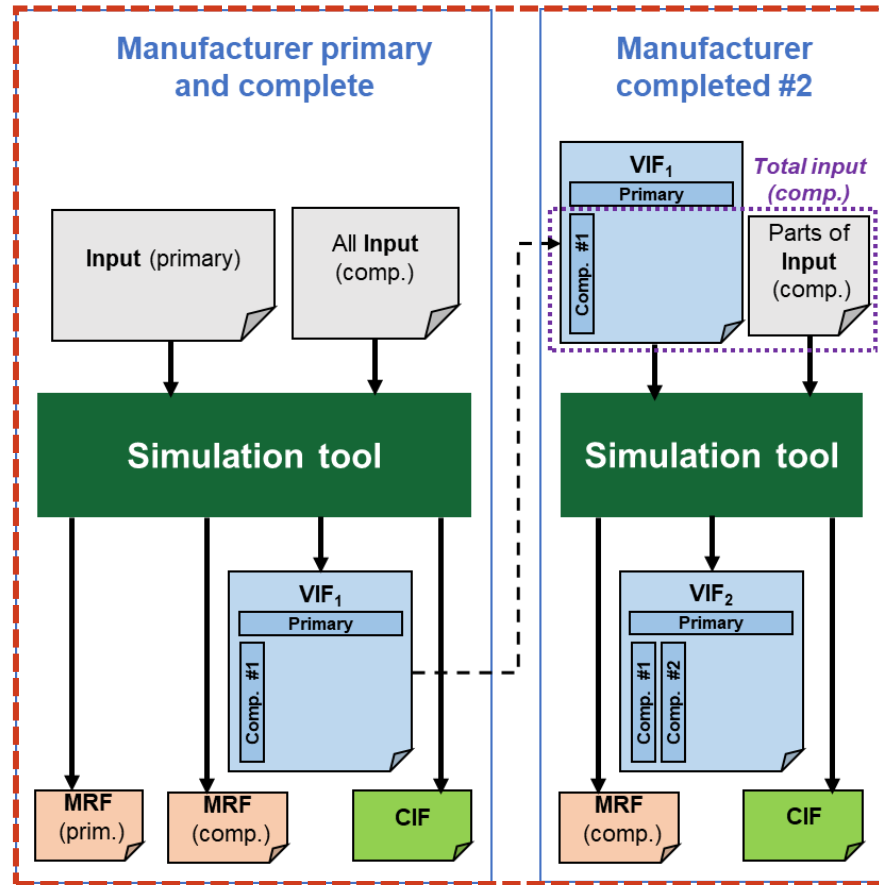 Manufacturer primary
and complete
Input (primary)
All Input
(comp.)
Simulation tool
VIF₁
Primary
Comp. #1
MRF
(prim.)
MRF
(comp.)
CIF
Manufacturer
completed #2
VIF₁
Primary
Comp. #1
Total input
(comp.)
Parts of
Input
(comp.)
Simulation tool
VIF₂
Primary
Comp. #1
Comp. #2
MRF
(comp.)
CIF